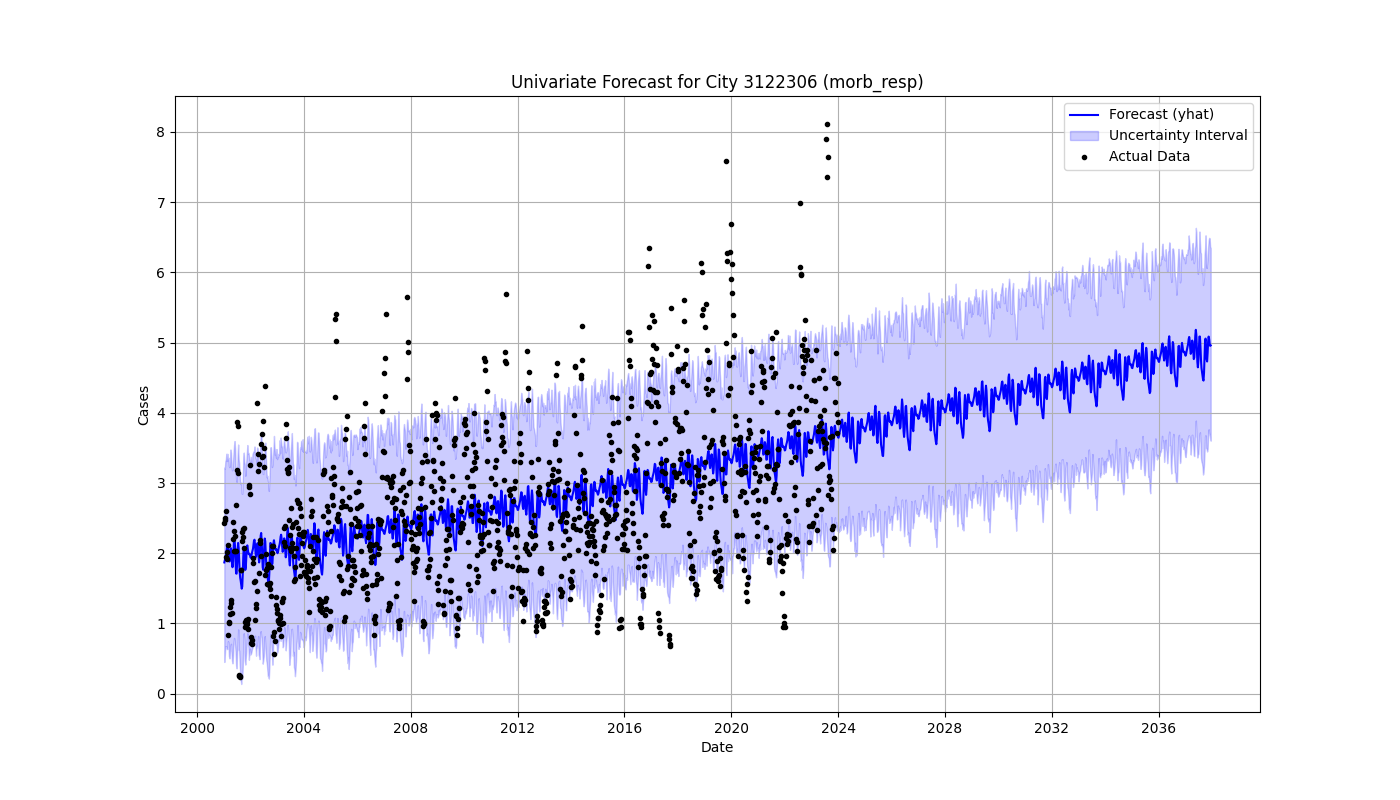 Univariate Forecast for City 3122306 (morb_resp)
Forecast (yhat)
Uncertainty Interval
Actual Data
Cases
8
7
6
5
4
3
2
1
0
2000 2004 2008 2012 2016 2020 2024 2028 2032 2036
Date